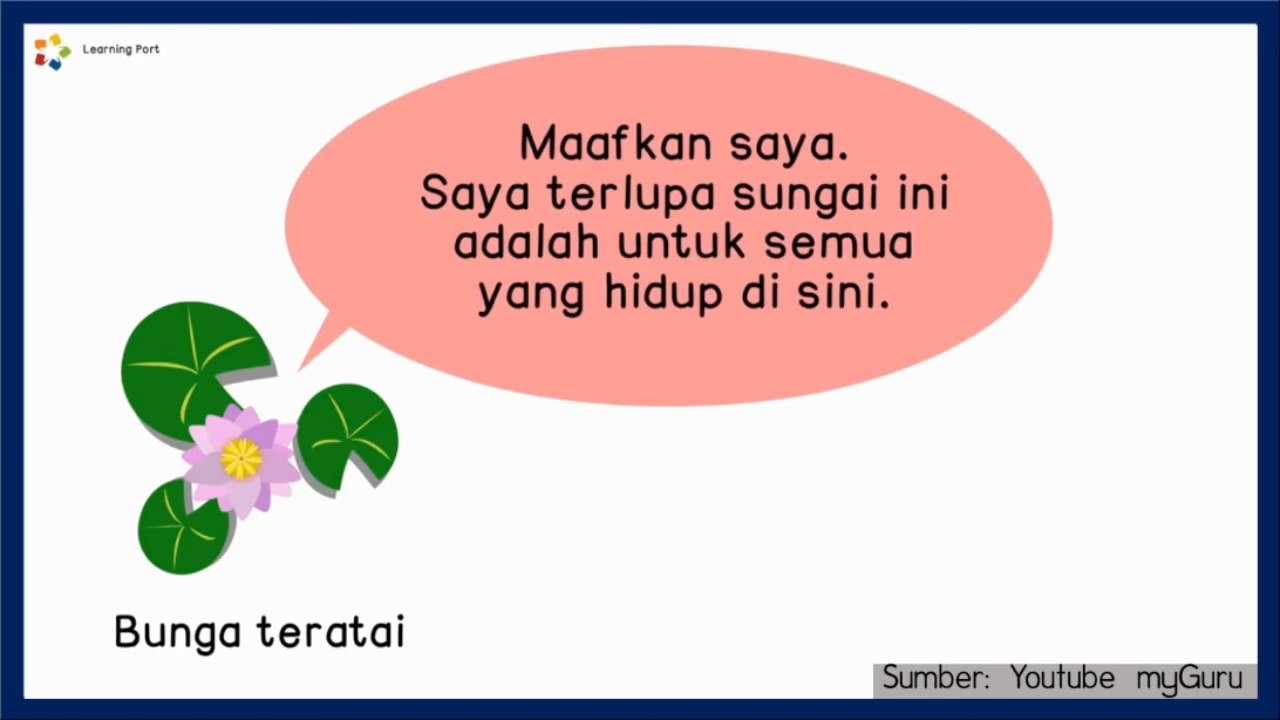 Learning Port
Maafkan saya.
Saya terlupa sungai ini
adalah untuk semua
yang hidup di sini.
Bunga teratai
Sumber: Youtube myGuru